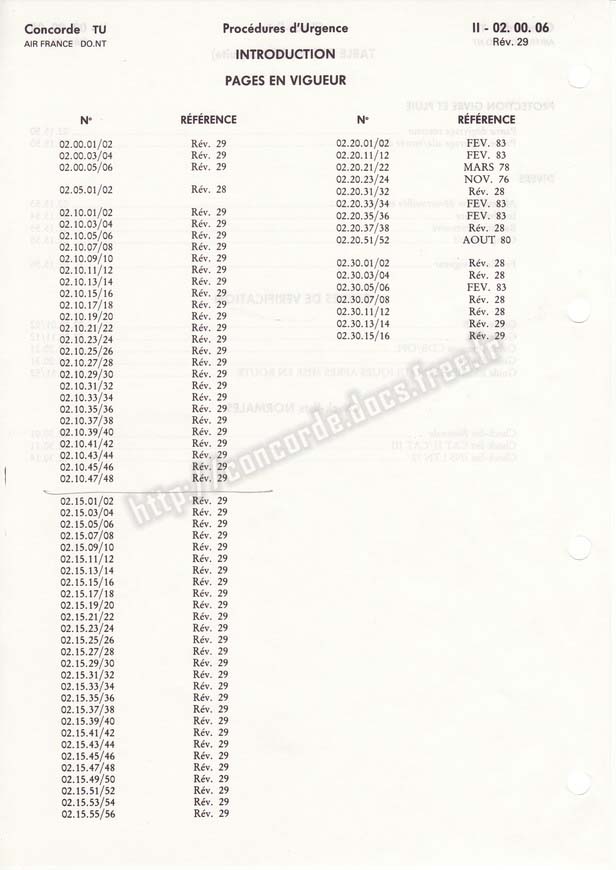 Concorde TU
AIR FRANCE DO.NT
Procédures d'Urgence
II - 02. 00. 06
Rév. 29
INTRODUCTION
PAGES EN VIGUEUR
N° RÉFÉRENCE
02.00.01/02 Rév. 29
02.00.03/04 Rév. 29
02.00.05/06 Rév. 29
02.05.01/02 Rév. 28
02.10.01/02 Rév. 29
02.10.03/04 Rév. 29
02.10.05/06 Rév. 29
02.10.07/08 Rév. 29
02.10.09/10 Rév. 29
02.10.11/12 Rév. 29
02.10.13/14 Rév. 29
02.10.15/16 Rév. 29
02.10.17/18 Rév. 29
02.10.19/20 Rév. 29
02.10.21/22 Rév. 29
02.10.23/24 Rév. 29
02.10.25/26 Rév. 29
02.10.27/28 Rév. 29
02.10.29/30 Rév. 29
02.10.31/32 Rév. 29
02.10.33/34 Rév. 29
02.10.35/36 Rév. 29
02.10.37/38 Rév. 29
02.10.39/40 Rév. 29
02.10.41/42 Rév. 29
02.10.43/44 Rév. 29
02.10.45/46 Rév. 29
02.10.47/48 Rév. 29
02.15.01/02 Rév. 29
02.15.03/04 Rév. 29
02.15.05/06 Rév. 29
02.15.07/08 Rév. 29
02.15.09/10 Rév. 29
02.15.11/12 Rév. 29
02.15.13/14 Rév. 29
02.15.15/16 Rév. 29
02.15.17/18 Rév. 29
02.15.19/20 Rév. 29
02.15.21/22 Rév. 29
02.15.23/24 Rév. 29
02.15.25/26 Rév. 29
02.15.27/28 Rév. 29
02.15.29/30 Rév. 29
02.15.31/32 Rév. 29
02.15.33/34 Rév. 29
02.15.35/36 Rév. 29
02.15.37/38 Rév. 29
02.15.39/40 Rév. 29
02.15.41/42 Rév. 29
02.15.43/44 Rév. 29
02.15.45/46 Rév. 29
02.15.47/48 Rév. 29
02.15.49/50 Rév. 29
02.15.51/52 Rév. 29
02.15.53/54 Rév. 29
02.15.55/56 Rév. 29
N° RÉFÉRENCE
02.20.01/02 FEV. 83
02.20.11/12 FEV. 83
02.20.21/22 MARS 78
02.20.23/24 NOV. 76
02.20.31/32 Rév. 28
02.20.33/34 FEV. 83
02.20.35/36 FEV. 83
02.20.37/38 Rév. 28
02.20.51/52 AOUT 80
02.30.01/02 Rév. 28
02.30.03/04 Rév. 28
02.30.05/06 FEV. 83
02.30.07/08 Rév. 28
02.30.11/12 Rév. 28
02.30.13/14 Rév. 28
02.30.15/16 Rév. 28
http://concorde.docs.free.fr